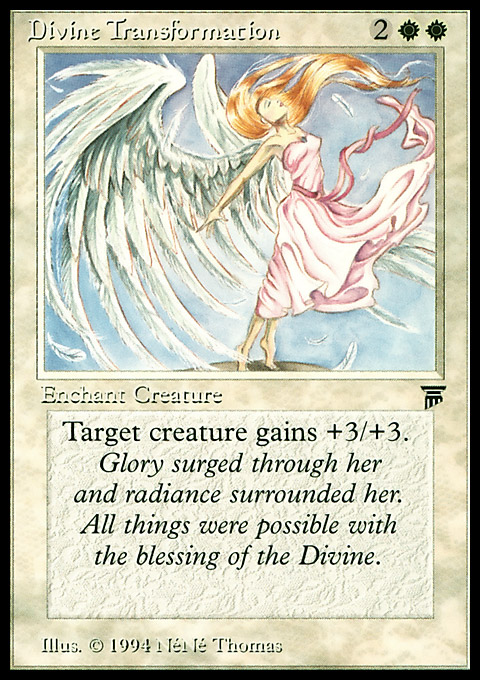 Divine Transformation 2
Enchant Creature
Target creature gains +3/+3.
Glory surged through her
and radiance surrounded her.
All things were possible with
the blessing of the Divine.
Illus. © 1994 NéNé Thomas